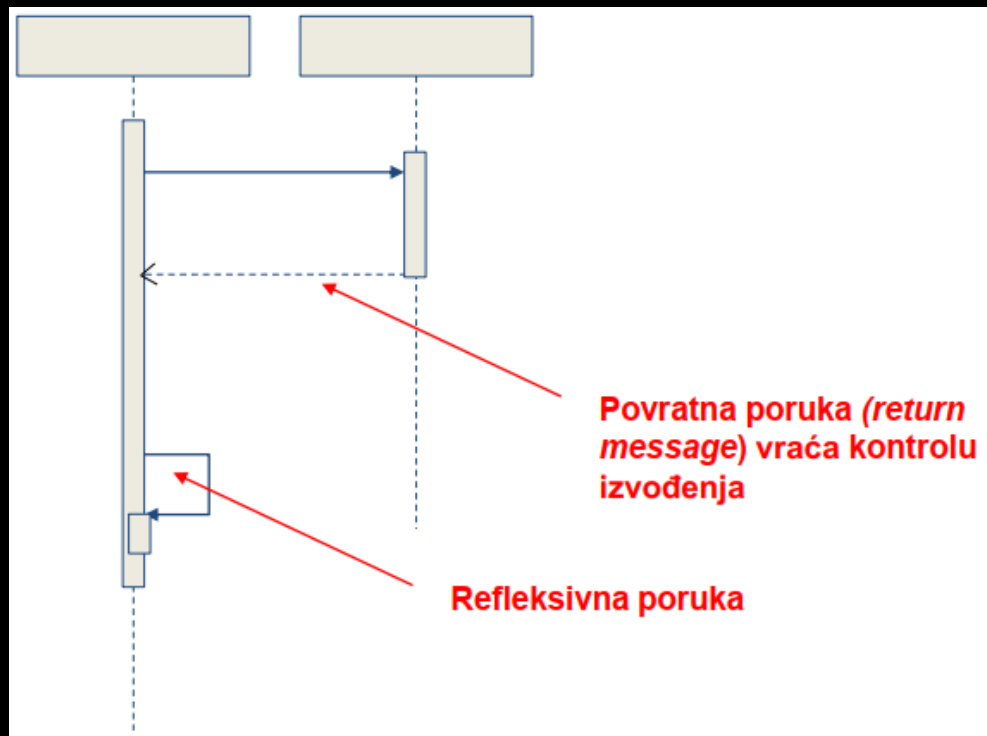 Povratna poruka (return
message) vraća kontrolu
izvođenja
Refleksivna poruka